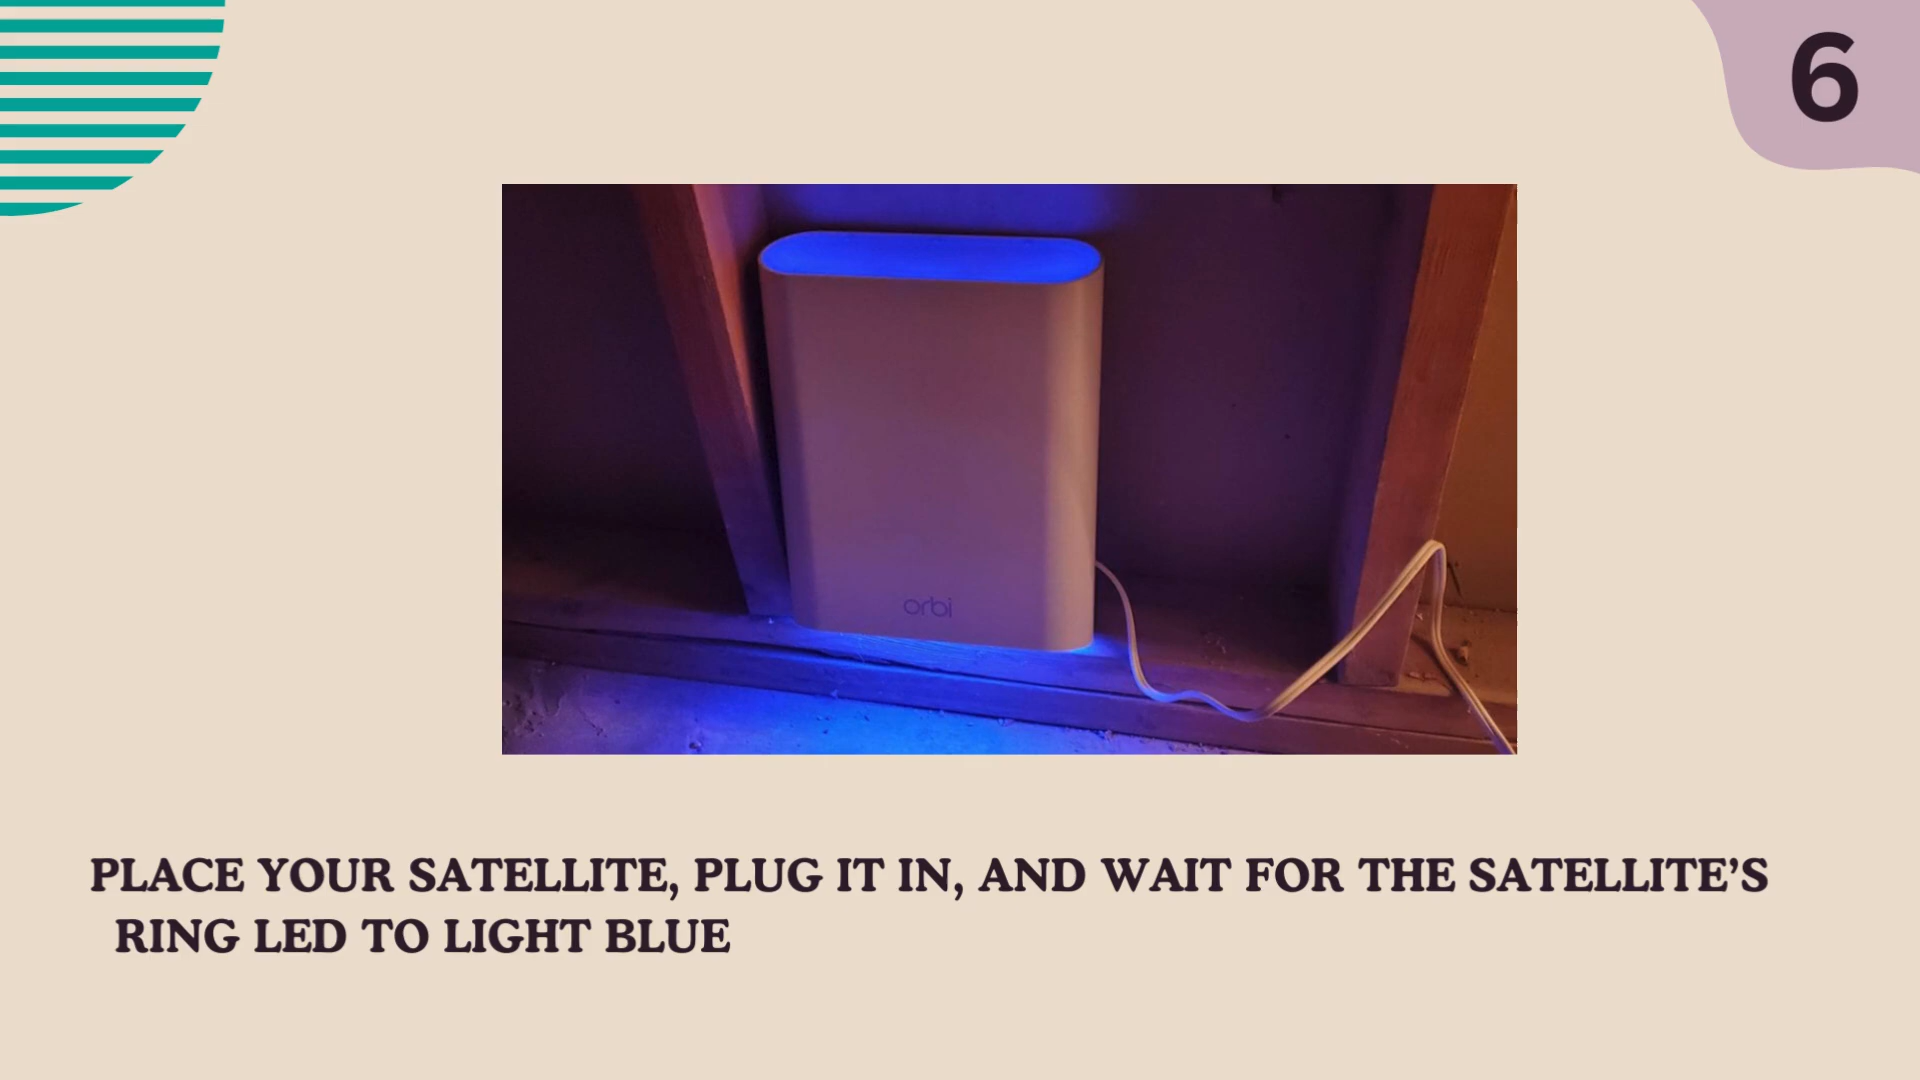 6
orbi
PLACE YOUR SATELLITE, PLUG IT IN, AND WAIT FOR THE SATELLITE’S
RING LED TO LIGHT BLUE